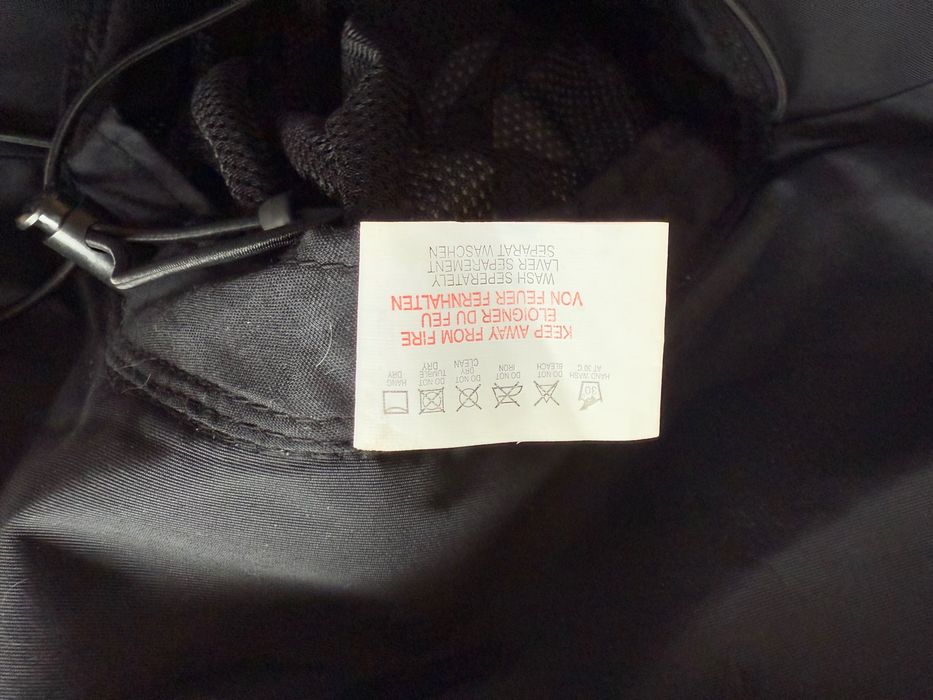 30
HAND WASH
AT 30°C
DO NOT
BLEACH
DO NOT
IRON
DO NOT
DRY
CLEAN
DO NOT
TUMBLE
DRY
HANG
DRY
KEEP AWAY FROM FIRE
ELOIGNER DU FEU
VON FEUER FERNHALTEN
WASH SEPERATELY
LAVER SEPAREMENT
SEPARAT WASCHEN